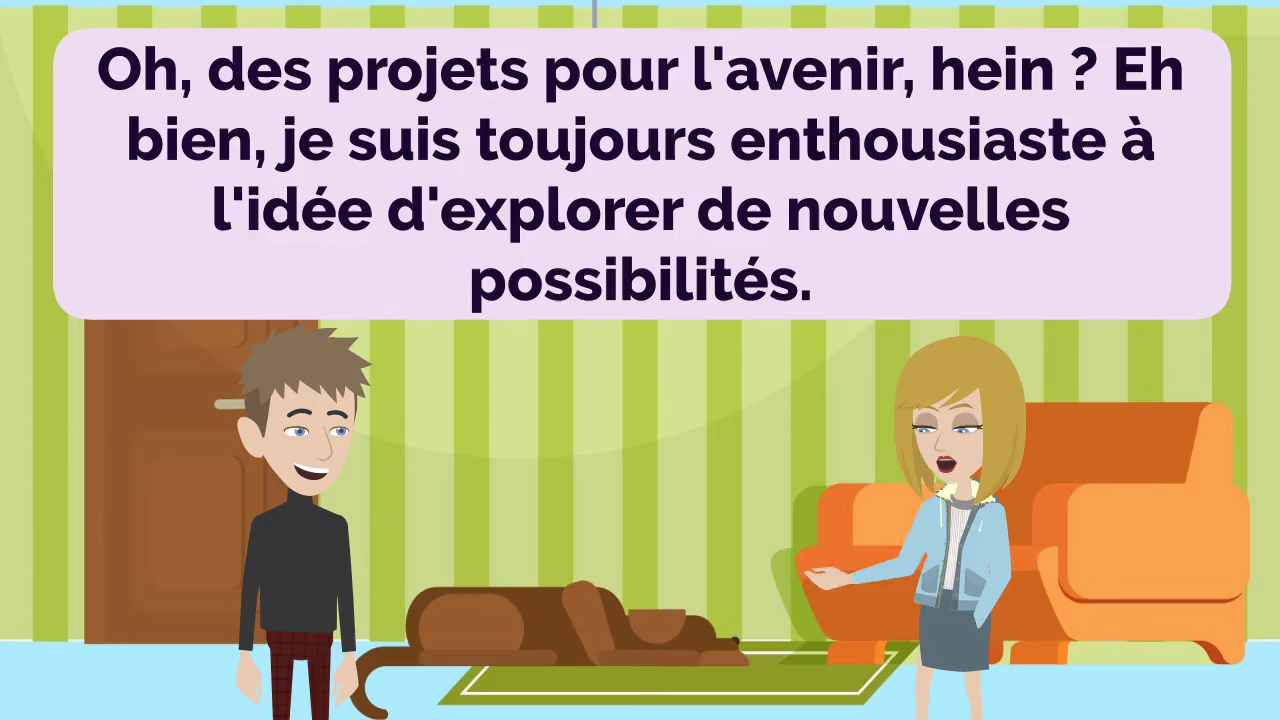 Oh, des projets pour l'avenir, hein ? Eh
bien, je suis toujours enthousiaste à
l'idée d'explorer de nouvelles
possibilités.